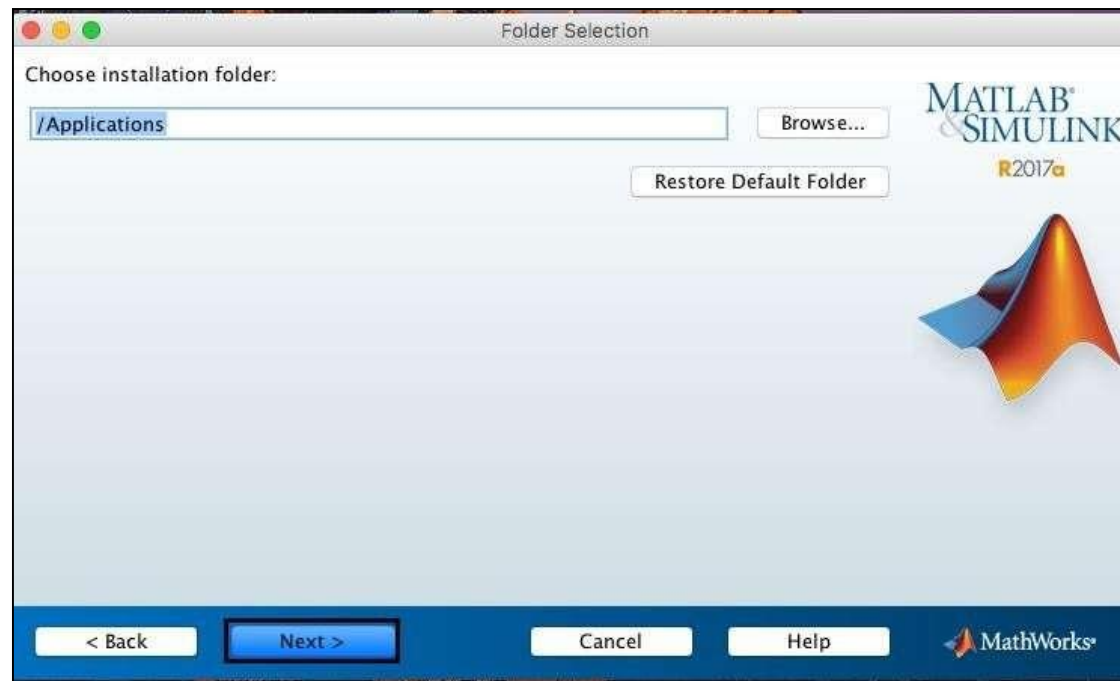 Folder Selection
Choose installation folder:
/Applications
Browse...
Restore Default Folder
MATLAB®
&SIMULINK
R2017a
< Back
Next >
Cancel
Help
MathWorks®